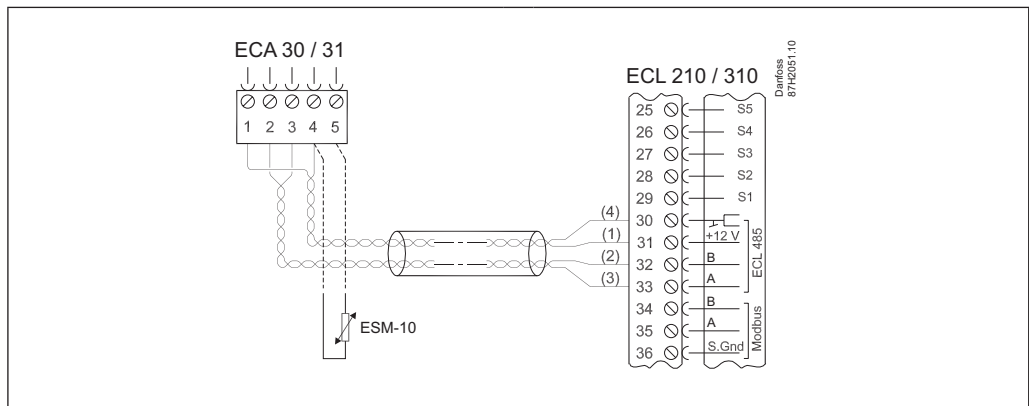 ECA 30 / 31
1 2 3 4 5
ESM-10
(4)
(1)
(2)
(3)
ECL 210 / 310
Danfoss
87H2051.10
25 S5
26 S4
27 S3
28 S2
29 S1
30
31 +12 V
32 B
33 A
ECL 485
34 B
35 A
36 S.Gnd
Modbus